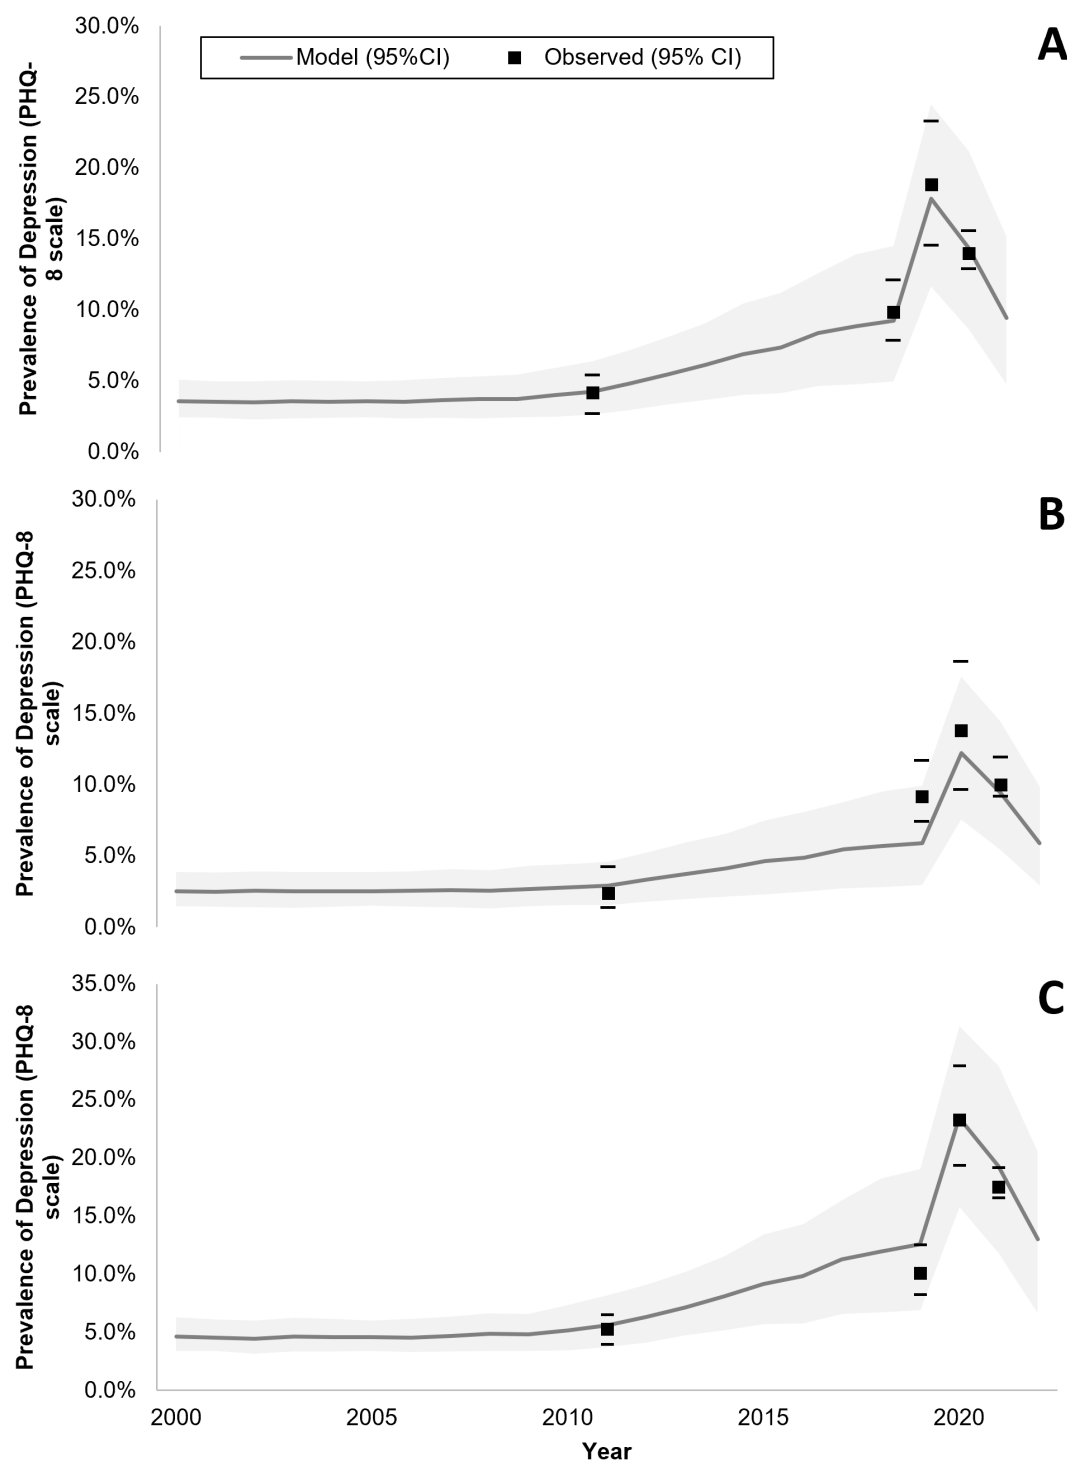 30.0%
A
Model (95%CI)
Observed (95% CI)
25.0%
20.0%
15.0%
10.0%
5.0%
0.0%
Prevalence of Depression (PHQ-
8 scale)
30.0%
B
25.0%
20.0%
15.0%
10.0%
5.0%
0.0%
Prevalence of Depression (PHQ-8
scale)
35.0%
C
30.0%
25.0%
20.0%
15.0%
10.0%
5.0%
0.0%
Prevalence of Depression (PHQ-8
scale)
2000 2005 2010 2015 2020
Year